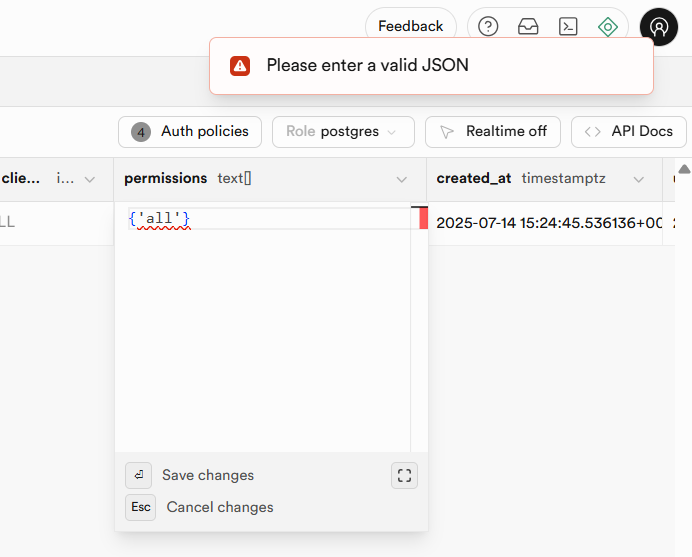 Feedback
Please enter a valid JSON
4 Auth policies Role postgres Realtime off API Docs
clie... i... permissions text[] created_at timestamptz
LL {'all'} 2025-07-14 15:24:45.536136+00
Save changes
Esc Cancel changes